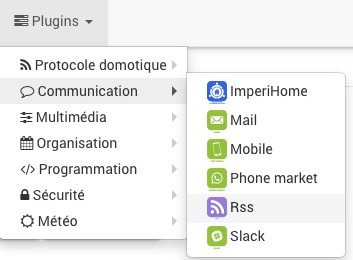 Plugins
Protocole domotique
Communication
Multimédia
Organisation
Programmation
Sécurité
Météo
ImperiHome
Mail
Mobile
Phone market
Rss
Slack